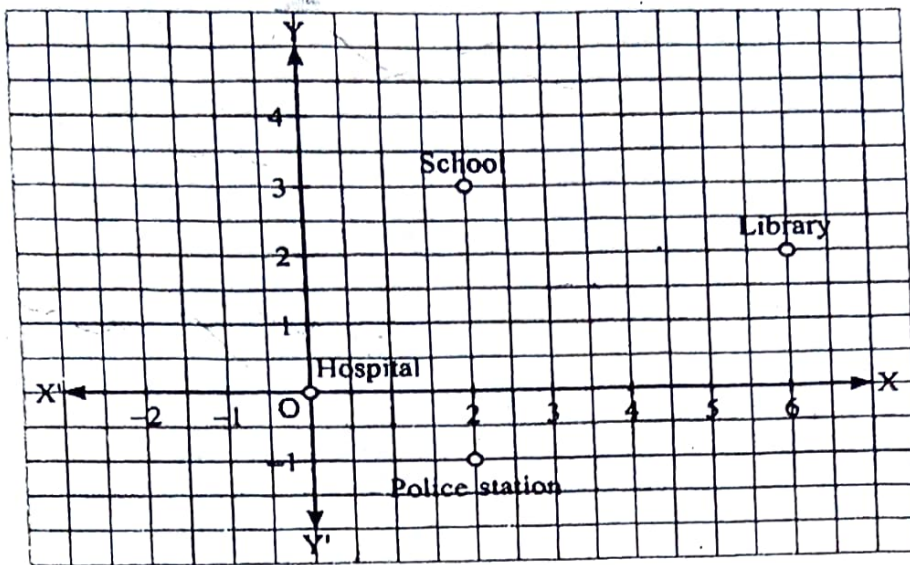 Y
4
School
3
Library
2
1
Hospital
X' -2 -1 O 2 3 4 5 6 X
-1
Police station
Y'